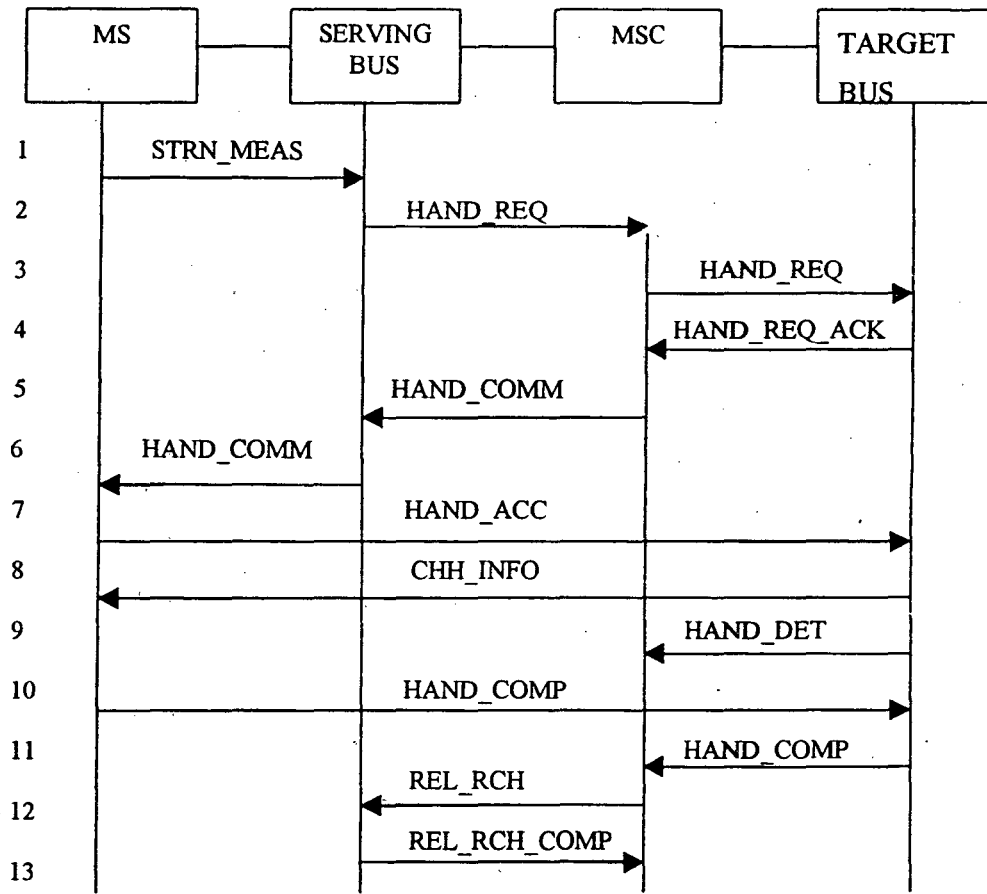 MS
SERVING
BUS
MSC
TARGET
BUS
1
STRN_MEAS
2
HAND_REQ
3
HAND_REQ
4
HAND_REQ_ACK
5
HAND_COMM
6
HAND_COMM
7
HAND_ACC
8
CHH_INFO
9
HAND_DET
10
HAND_COMP
11
HAND_COMP
REL_RCH
12
REL_RCH_COMP
13